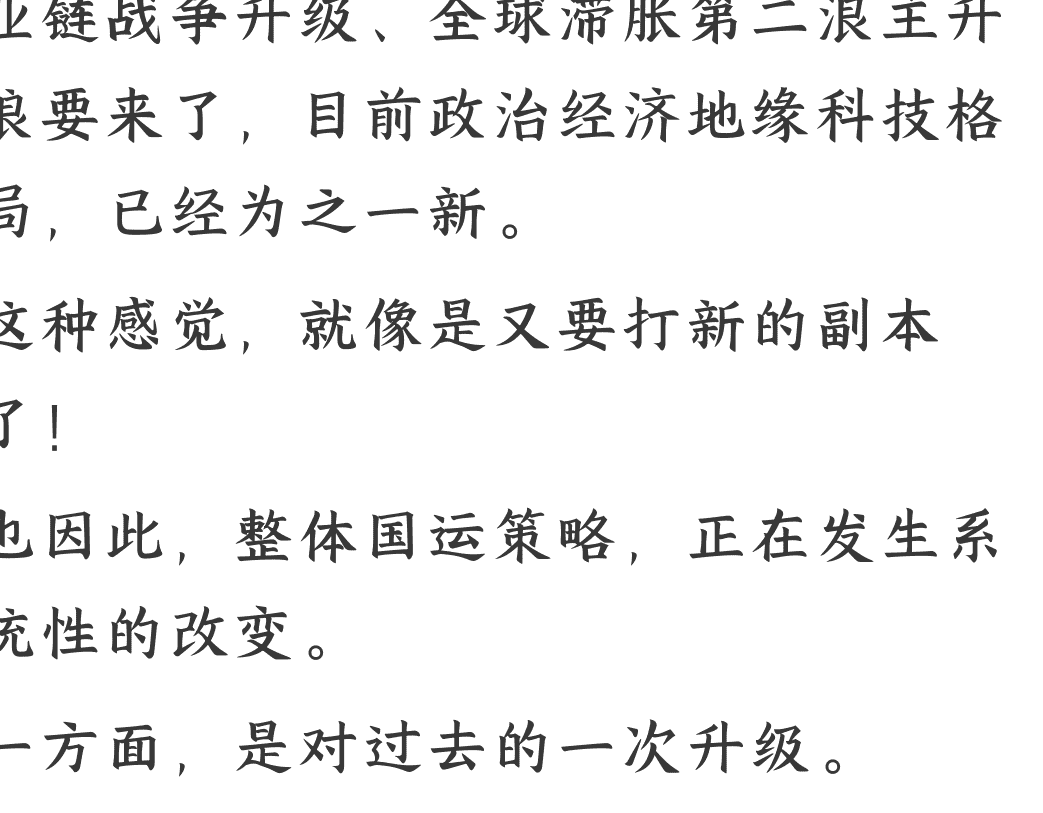 业链战争升级、全球滞胀第二浪主升
浪要来了，目前政治经济地缘科技格
局，已经为之一新。
这种感觉，就像是又要打新的副本
了！
也因此，整体国运策略，正在发生系
统性的改变。
一方面，是对过去的一次升级。